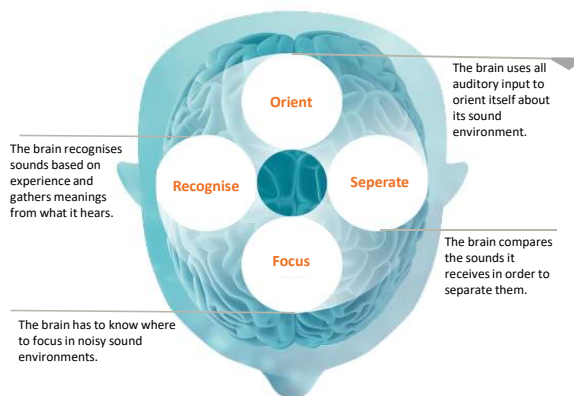 Orient
The brain uses all
auditory input to
orient itself about
its sound
environment.
The brain recognises
sounds based on
experience and
gathers meanings
from what it hears.
Recognise
Seperate
Focus
The brain compares
the sounds it
receives in order to
separate them.
The brain has to know where
to focus in noisy sound
environments.